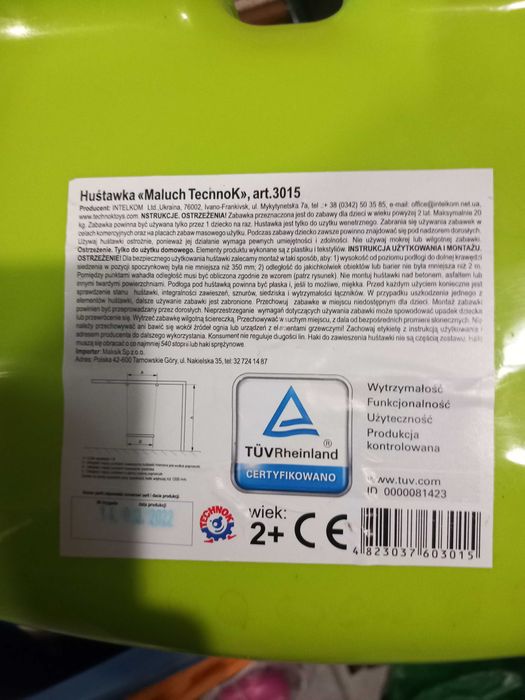 Huśtawka «Maluch TechnoK», art.3015
Producent: INTELKOM Ltd. Ukraina, 76002, Ivano-Frankivsk, ul. Mykytynetska 7a, tel .:+ 38 (0342) 50 35 85, e-mail: office@intelkom.net.ua,
www.technoktoys.com. NSTRUKCJE. OSTRZEŻENIA! Zabawka przeznaczona jest do zabawy dla dzieci w wieku powyżej 2 lat. Maksymalnie 20
kg. Zabawka powinna być używana tylko przez 1 dziecko na raz. Huśtawka jest tylko do użytku wewnętrznego. Zabrania się używania zabawek w
celach komercyjnych oraz na placach zabaw masowego użytku. Podczas zabawy dziecko zawsze powinno znajdować się pod nadzorem dorosłych.
Używaj huśtawki ostrożnie, ponieważ jej działanie wymaga pewnych umiejętności i zdolności. Nie używaj mokrej lub wilgotnej zabawki.
Ostrzeżenie. Tylko do użytku domowego. Elementy produktu wykonane są z plastiku i tekstyliów. INSTRUKCJA UŻYTKOWANIA I MONTAŻU.
OSTRZEŻENIE! Dla bezpiecznego użytkowania huśtawki zalecamy montaż w taki sposób, aby: 1) wysokość od poziomu podłogi do dolnej krawędzi
siedzenia w pozycji spoczynkowej była nie mniejsza niż 350 mm; 2) odległość do jakichkolwiek obiektów lub barier nie była mniejsza niż 2 m.
Pomiędzy punktami wahadła odległość musi być obliczona zgodnie ze wzorem (patrz rysunek). Nie montuj huśtawki nad betonem, asfaltem lub
innymi twardymi powierzchniami. Podłoga pod huśtawką powinna być płaska i, jeśli to możliwe, miękka. Przed każdym użyciem konieczne jest
sprawdzenie stanu huśtawki, integralności zawieszeń, sznurów, siedziska i wytrzymałości łączników. W przypadku uszkodzenia jednego z
elementów huśtawki, dalsze używanie zabawki jest zabronione. Przechowuj zabawkę w miejscu niedostępnym dla dzieci. Montaż zabawki
powinien być przeprowadzany przez dorosłych. Nieprzestrzeganie wymagań dotyczących używania zabawki może spowodować upadek dziecka
lub przewrócenie się. Wytrzeć zabawkę wilgotną ściereczką. Przechowywać w suchym miejscu, z dala od bezpośrednich promieni słonecznych. Nie
należy przechowywać ani bawić się wokół źródeł ognia lub urządzeń z elementami grzewczymi! Zachowaj etykietę z instrukcją użytkowania i
adresem producenta do dalszego wykorzystania. Konsument nie reguluje długości lin. Haki do zawieszenia huśtawki nie są częścią zestawu. Haki
muszą się obracać o co najmniej 540 stopni lub haki sprężynowe
Importer: Maksik Sp z o. o.
Adres: Polska 42-600 Tarnowskie Góry, ul. Nakielska 35, tel: 32 724 14 87
TÜVRheinland ®
CERTYFIKOWANO
Wytrzymałość
Funkcjonalność
Użyteczność
Produkcja
kontrolowana
www.tuv.com
ID 0000081423
data produkcji
2022
TECHNOK
wiek:
2+
CE
4 823037 603015